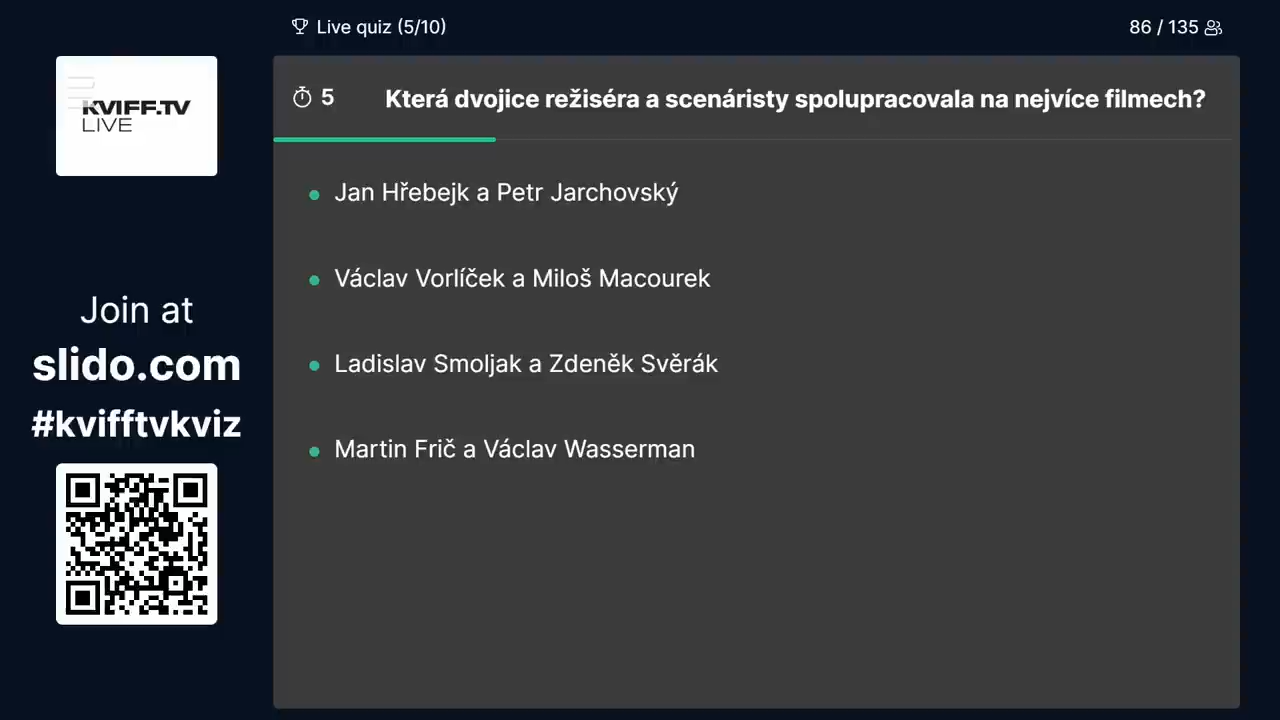 Live quiz (5/10)
86 / 135
KVIFF.TV
LIVE
5
Která dvojice režiséra a scenáristy spolupracovala na nejvíce filmech?
Jan Hřebejk a Petr Jarchovský
Václav Vorlíček a Miloš Macourek
Ladislav Smoljak a Zdeněk Svěrák
Martin Frič a Václav Wasserman
Join at
slido.com
#kvifftvkviz